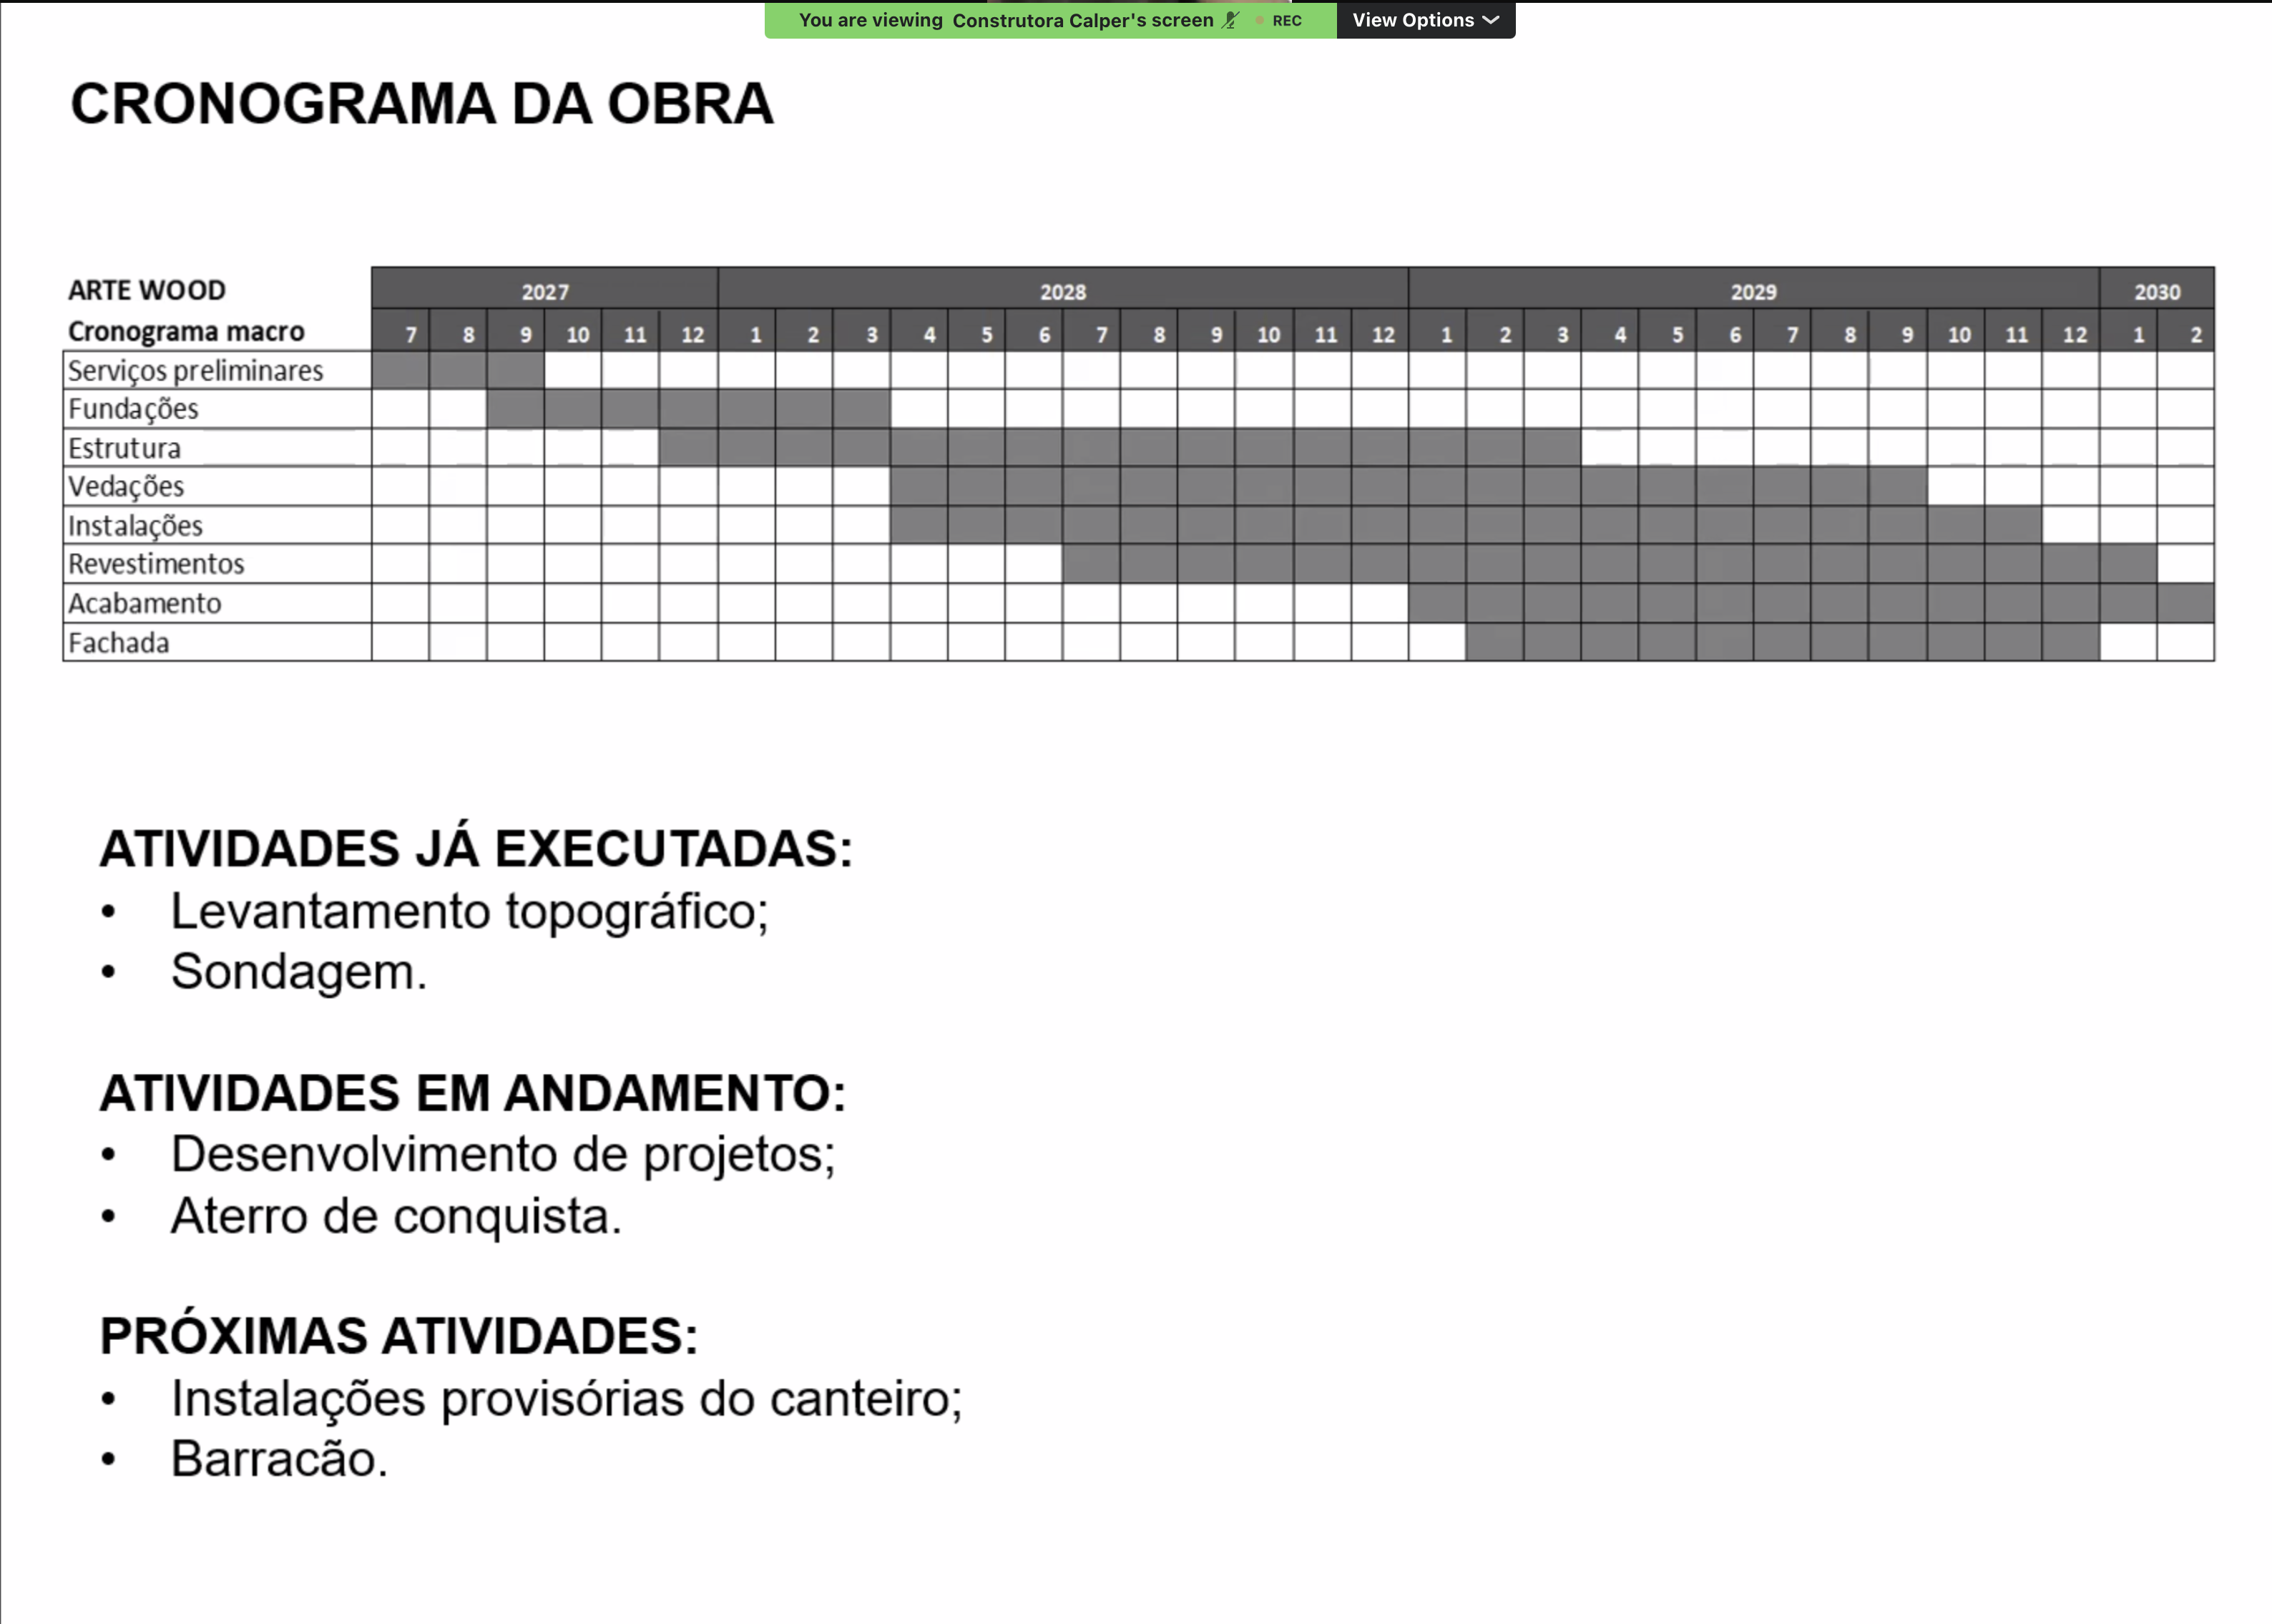 You are viewing Construtora Calper's screen REC View Options
CRONOGRAMA DA OBRA
ARTE WOOD 2027 2028 2029 2030
Cronograma macro 7 8 9 10 11 12 1 2 3 4 5 6 7 8 9 10 11 12 1 2 3 4 5 6 7 8 9 10 11 12 1 2
Serviços preliminares
Fundações
Estrutura
Vedações
Instalações
Revestimentos
Acabamento
Fachada
ATIVIDADES JÁ EXECUTADAS:
• Levantamento topográfico;
• Sondagem.
ATIVIDADES EM ANDAMENTO:
• Desenvolvimento de projetos;
• Aterro de conquista.
PRÓXIMAS ATIVIDADES:
• Instalações provisórias do canteiro;
• Barracão.